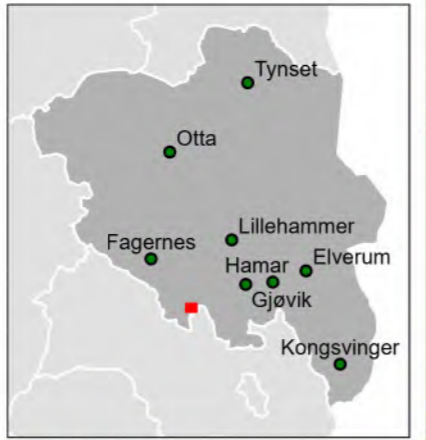 Tynset
Otta
Lillehammer
Fagernes
Hamar
Elverum
Gjøvik
Kongsvinger